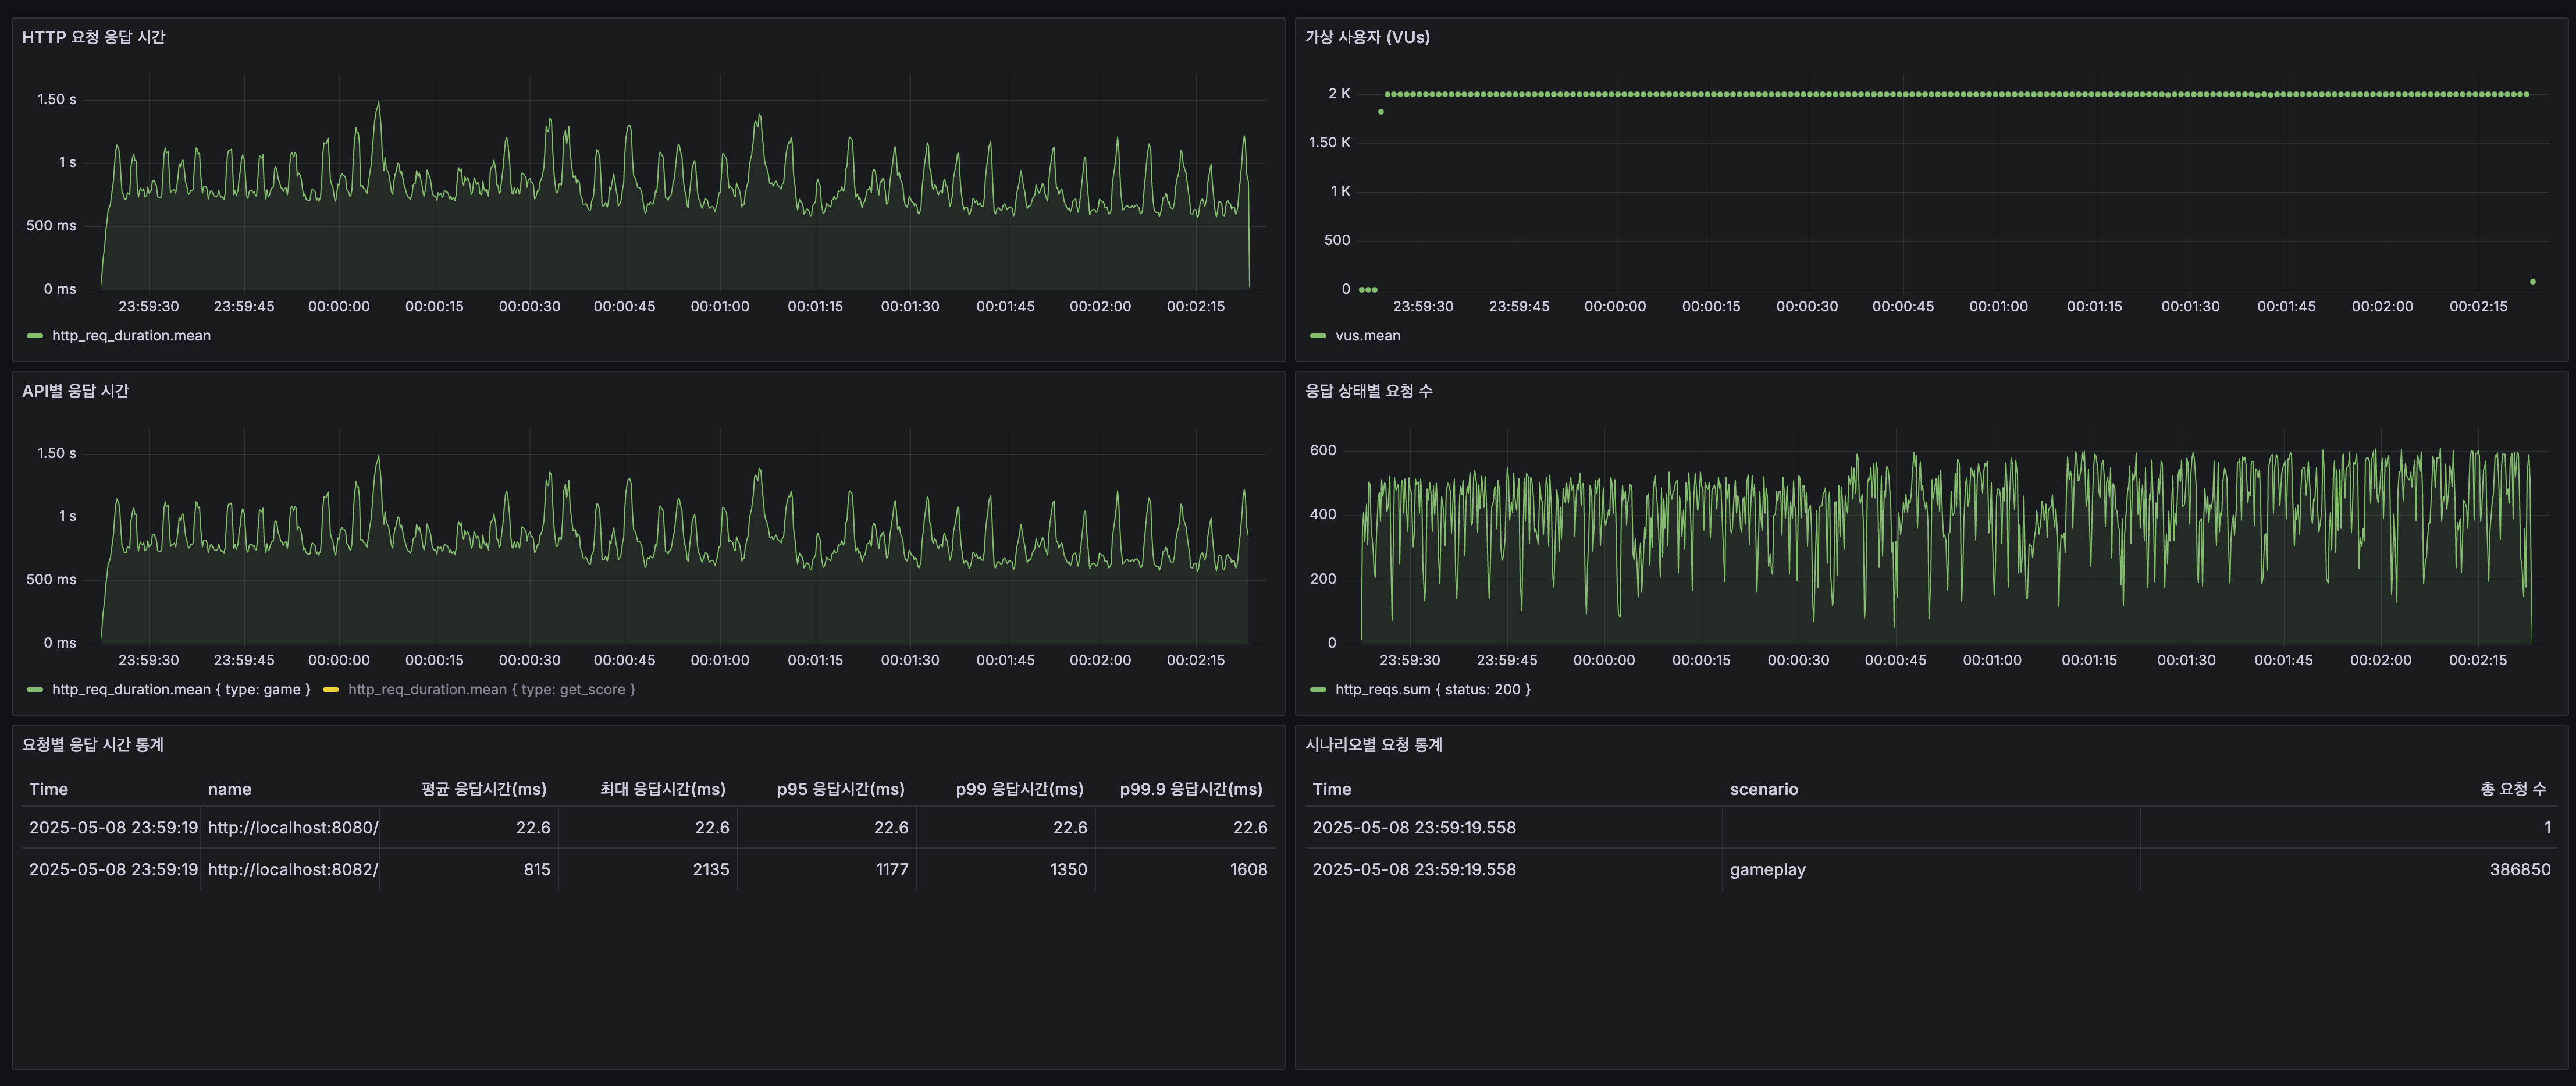 HTTP 요청 응답 시간
1.50 s
1 s
500 ms
0 ms
23:59:30 23:59:45 00:00:00 00:00:15 00:00:30 00:00:45 00:01:00 00:01:15 00:01:30 00:01:45 00:02:00 00:02:15
http_req_duration.mean
가상 사용자 (VUs)
2 K
1.50 K
1 K
500
0
23:59:30 23:59:45 00:00:00 00:00:15 00:00:30 00:00:45 00:01:00 00:01:15 00:01:30 00:01:45 00:02:00 00:02:15
vus.mean
API별 응답 시간
1.50 s
1 s
500 ms
0 ms
23:59:30 23:59:45 00:00:00 00:00:15 00:00:30 00:00:45 00:01:00 00:01:15 00:01:30 00:01:45 00:02:00 00:02:15
http_req_duration.mean { type: game } http_req_duration.mean { type: get_score }
응답 상태별 요청 수
600
400
200
0
23:59:30 23:59:45 00:00:00 00:00:15 00:00:30 00:00:45 00:01:00 00:01:15 00:01:30 00:01:45 00:02:00 00:02:15
http_reqs.sum { status: 200 }
요청별 응답 시간 통계
Time name 평균 응답시간(ms) 최대 응답시간(ms) p95 응답시간(ms) p99 응답시간(ms) p99.9 응답시간(ms)
2025-05-08 23:59:19. http://localhost:8080/ 22.6 22.6 22.6 22.6 22.6
2025-05-08 23:59:19. http://localhost:8082/ 815 2135 1177 1350 1608
시나리오별 요청 통계
Time scenario 총 요청 수
2025-05-08 23:59:19.558 1
2025-05-08 23:59:19.558 gameplay 386850